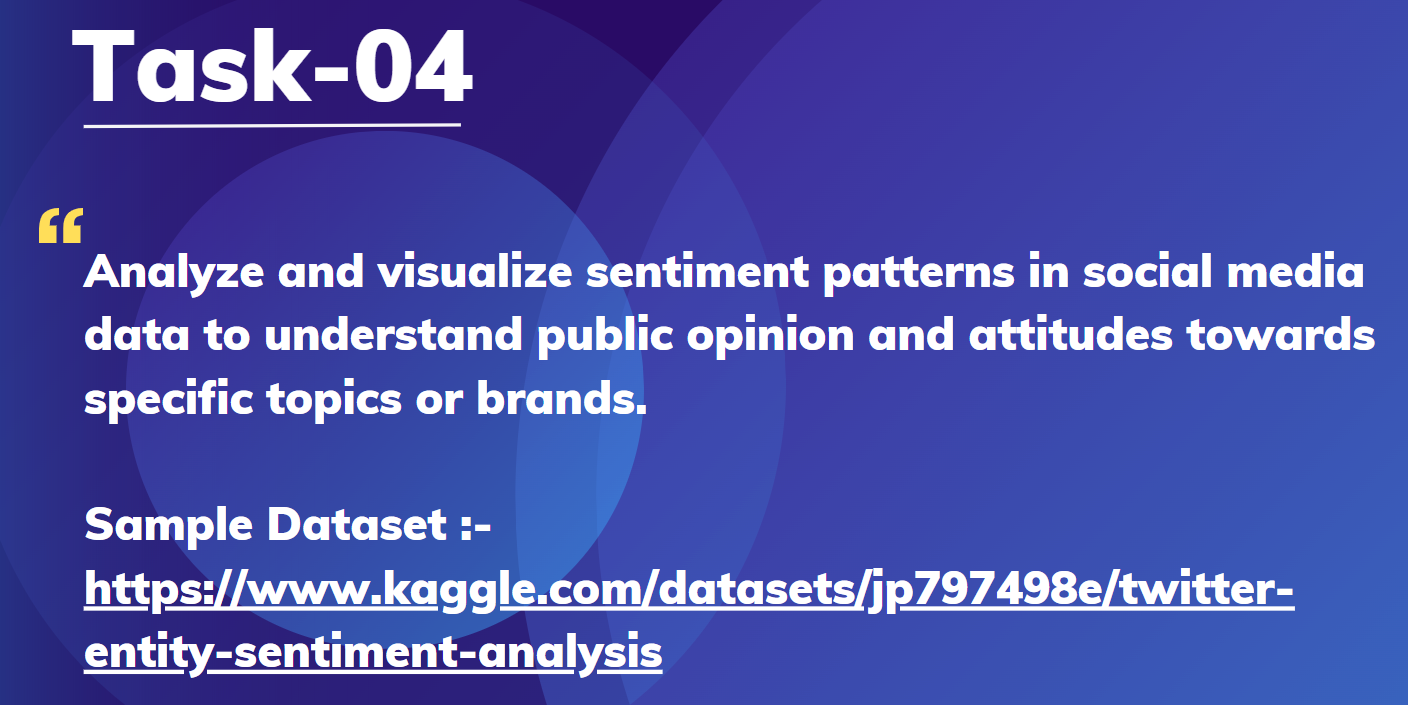 Task-04
“
Analyze and visualize sentiment patterns in social media
data to understand public opinion and attitudes towards
specific topics or brands.
Sample Dataset :-
https://www.kaggle.com/datasets/jp797498e/twitter-
entity-sentiment-analysis